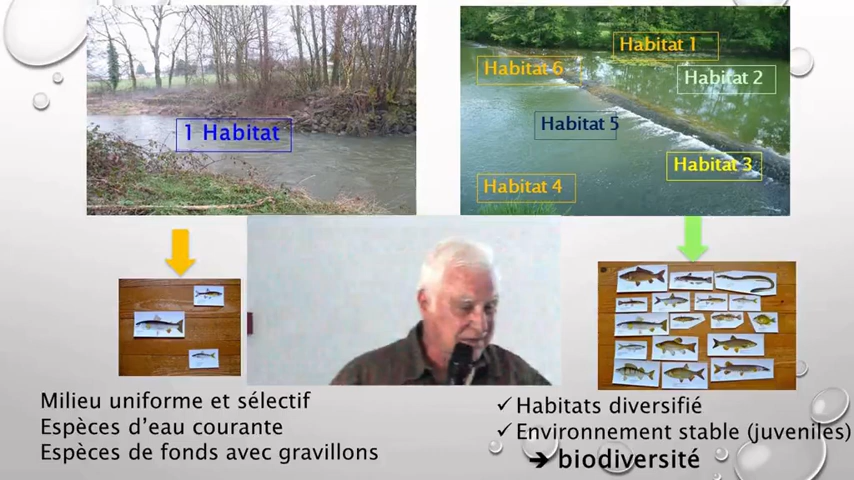 1 Habitat
Habitat 1
Habitat 6
Habitat 2
Habitat 5
Habitat 3
Habitat 4
Milieu uniforme et sélectif
Espèces d'eau courante
Espèces de fonds avec gravillons
✓ Habitats diversifié
✓ Environnement stable (juveniles)
➔ biodiversité